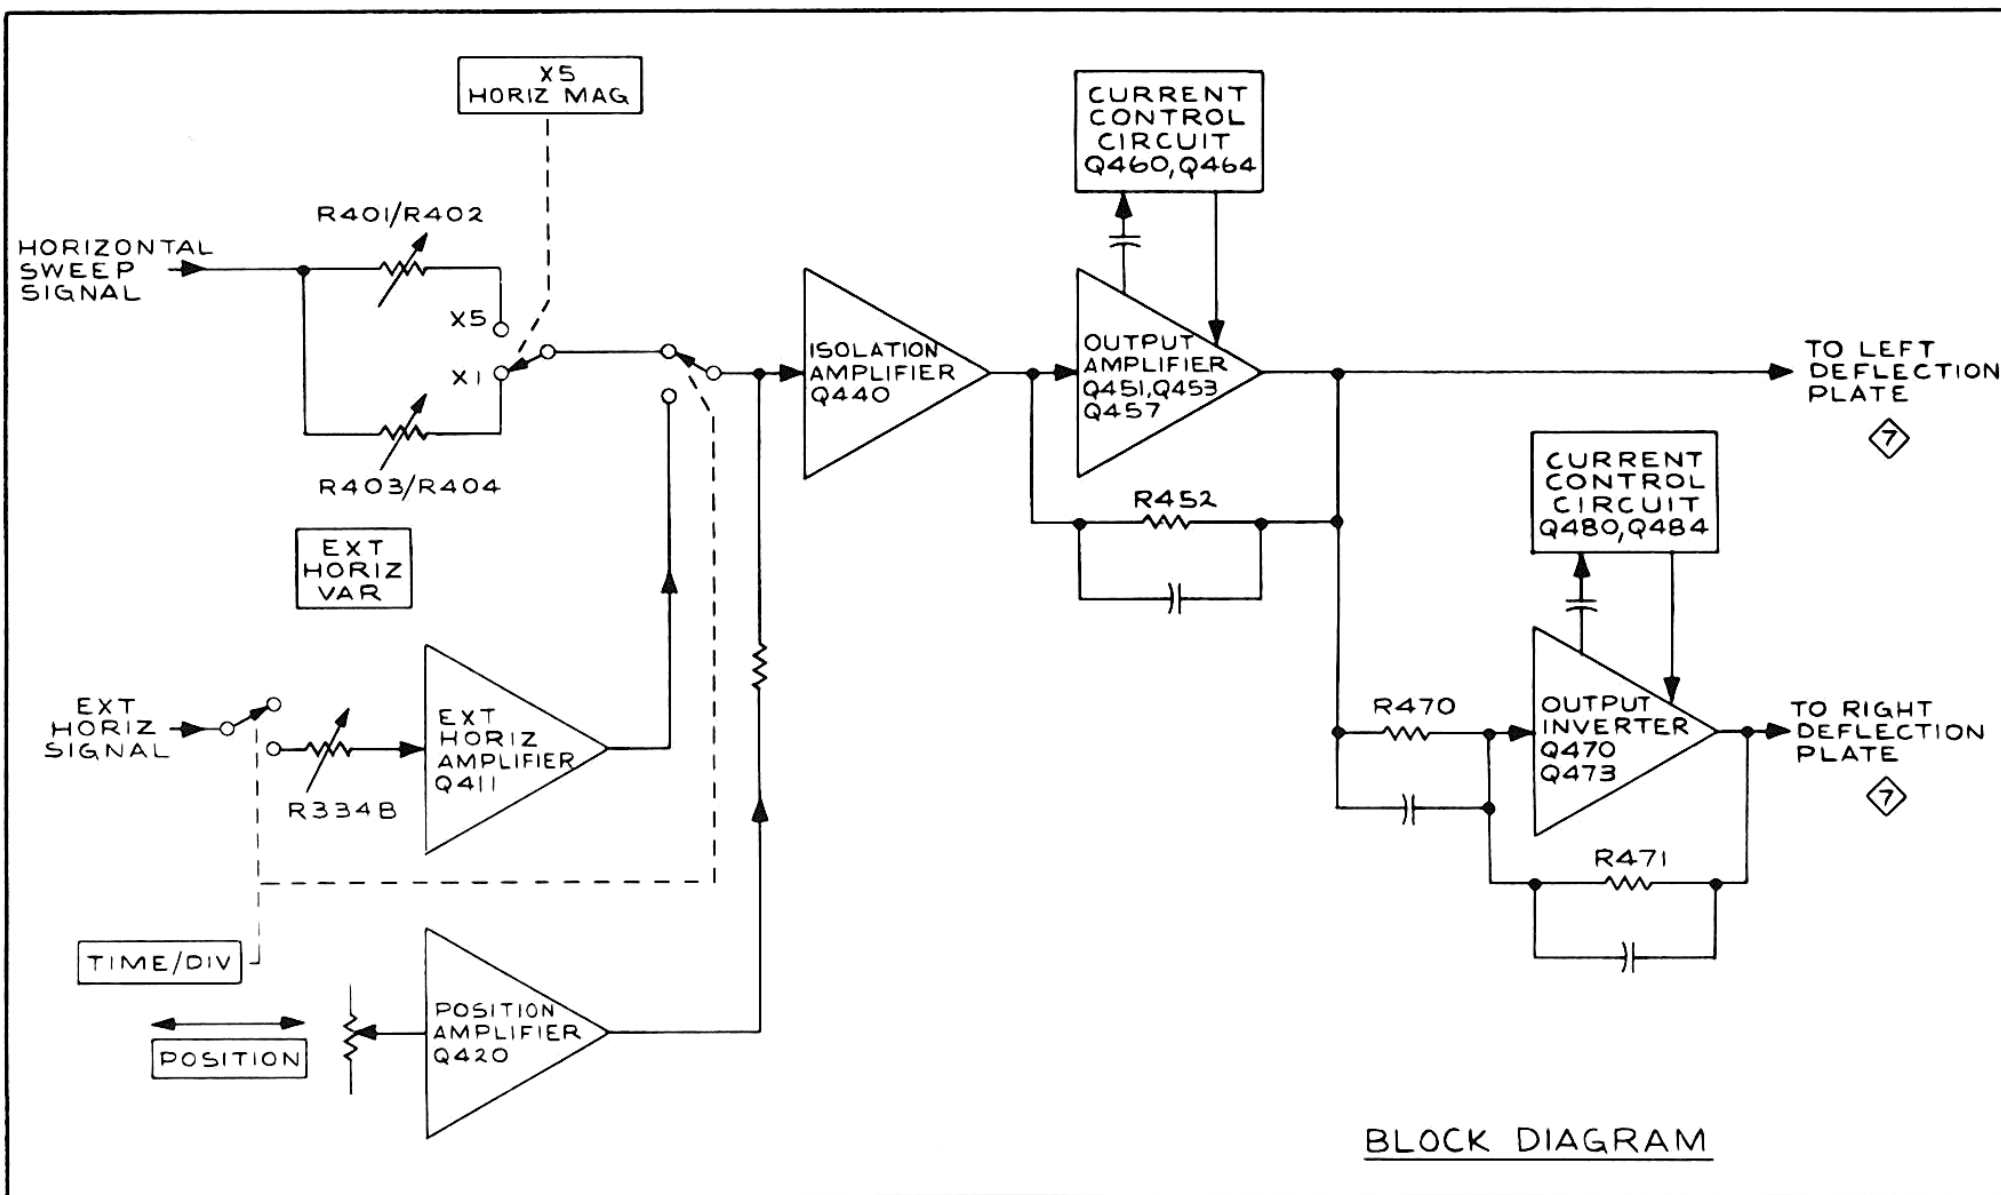 X5
HORIZ MAG
CURRENT
CONTROL
CIRCUIT
Q460,Q464
R401/R402
HORIZONTAL
SWEEP
SIGNAL
X5
X1
R403/R404
ISOLATION
AMPLIFIER
Q440
OUTPUT
AMPLIFIER
Q451,Q453
Q457
TO LEFT
DEFLECTION
PLATE
7
R452
CURRENT
CONTROL
CIRCUIT
Q480,Q484
EXT
HORIZ
VAR
EXT
HORIZ
SIGNAL
R334B
EXT
HORIZ
AMPLIFIER
Q411
R470
OUTPUT
INVERTER
Q470
Q473
TO RIGHT
DEFLECTION
PLATE
7
R471
TIME/DIV
POSITION
POSITION
AMPLIFIER
Q420
BLOCK DIAGRAM